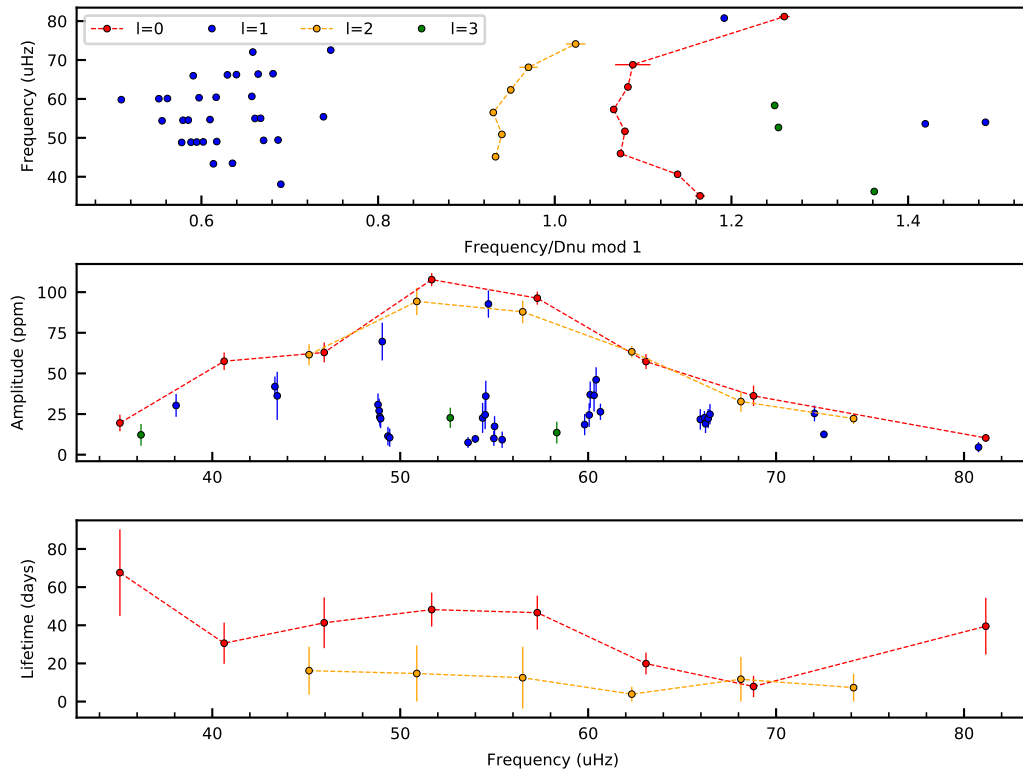 l=0 l=1 l=2 l=3
Frequency (uHz)
80
70
60
50
40
0.6 0.8 1.0 1.2 1.4
Frequency/Dnu mod 1
Amplitude (ppm)
100
75
50
25
0
40 50 60 70 80
Lifetime (days)
80
60
40
20
0
40 50 60 70 80
Frequency (uHz)